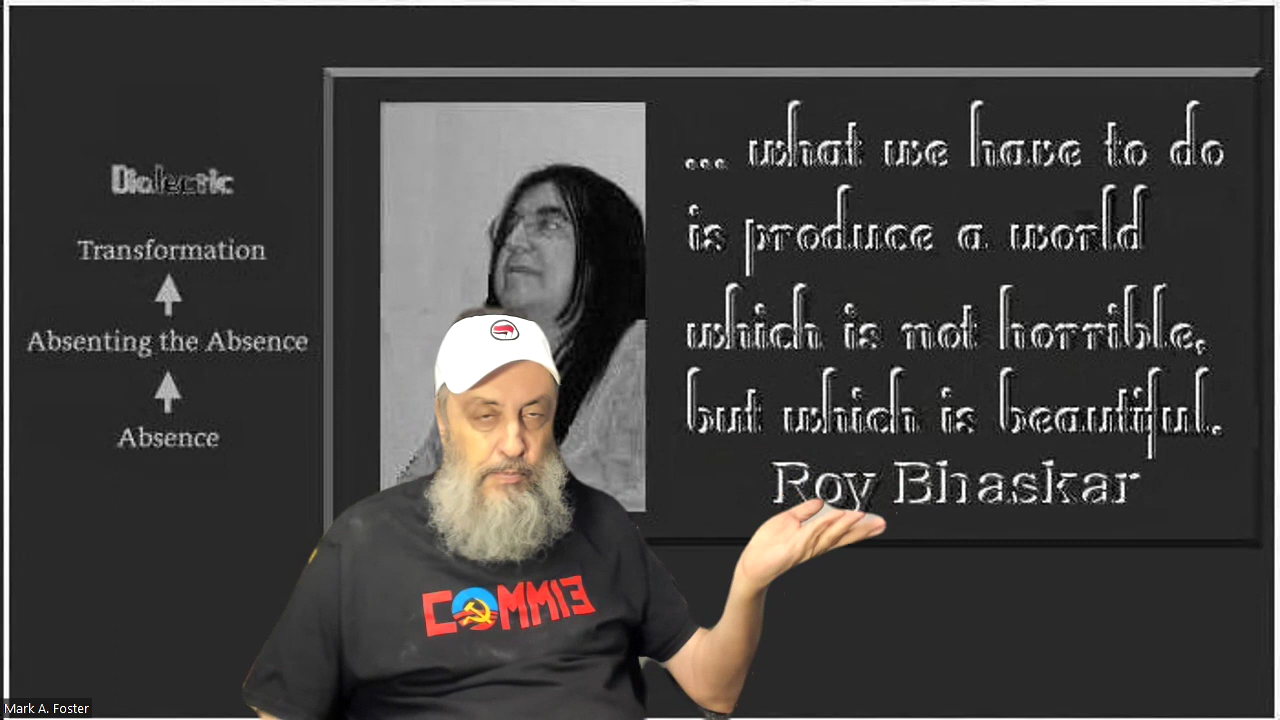 Dialectic
Transformation
Absenting the Absence
Absence
... what we have to do
is produce a world
which is not horrible,
but which is beautiful.
Roy Bhaskar
COMMIE
Mark A. Foster